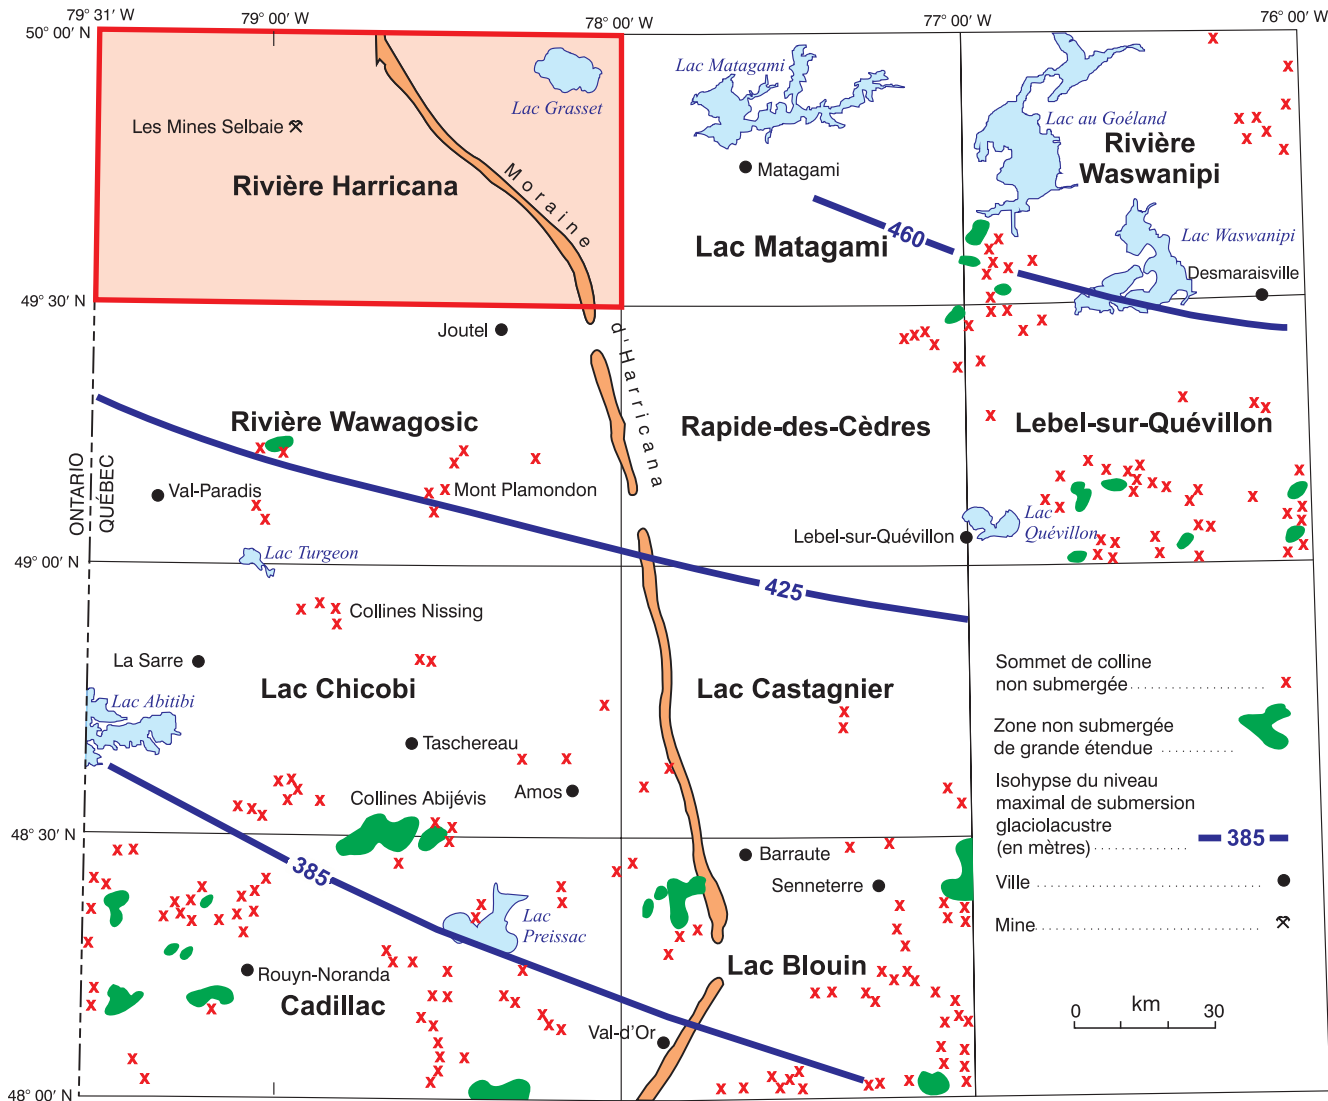 79° 31' W
79° 00' W
78° 00' W
77° 00' W
76° 00' W
50° 00' N
Lac Grasset
Les Mines Selbaie
Rivière Harricana
Moraine
d'Harricana
Lac Matagami
Matagami
Lac Matagami
460
Lac au Goéland
Rivière
Waswanipi
Lac Waswanipi
Desmaraisville
49° 30' N
Joutel
Rivière Wawagosic
Rapide-des-Cèdres
Lebel-sur-Quévillon
ONTARIO
QUÉBEC
Val-Paradis
Mont Plamondon
Lac Turgeon
Lebel-sur-Quévillon
Lac
Quévillon
49° 00' N
425
Collines Nissing
La Sarre
Lac Abitibi
Lac Chicobi
Lac Castagnier
Taschereau
Collines Abijévis
Amos
48° 30' N
385
Barraute
Senneterre
Lac
Preissac
Rouyn-Noranda
Cadillac
Lac Blouin
Val-d'Or
48° 00' N
Sommet de colline
non submergée
x
Zone non submergée
de grande étendue
Isohypse du niveau
maximal de submersion
glaciolacustre
(en mètres)
385
Ville
Mine
km
0 30